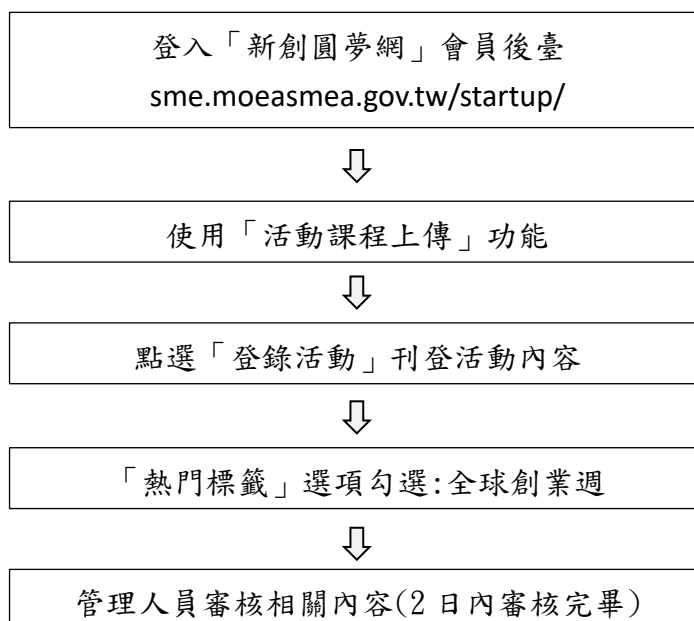 登入「新創圓夢網」會員後臺
sme.moeasmea.gov.tw/startup/
使用「活動課程上傳」功能
點選「登錄活動」刊登活動內容
「熱門標籤」選項勾選:全球創業週
管理人員審核相關內容(2 日內審核完畢)